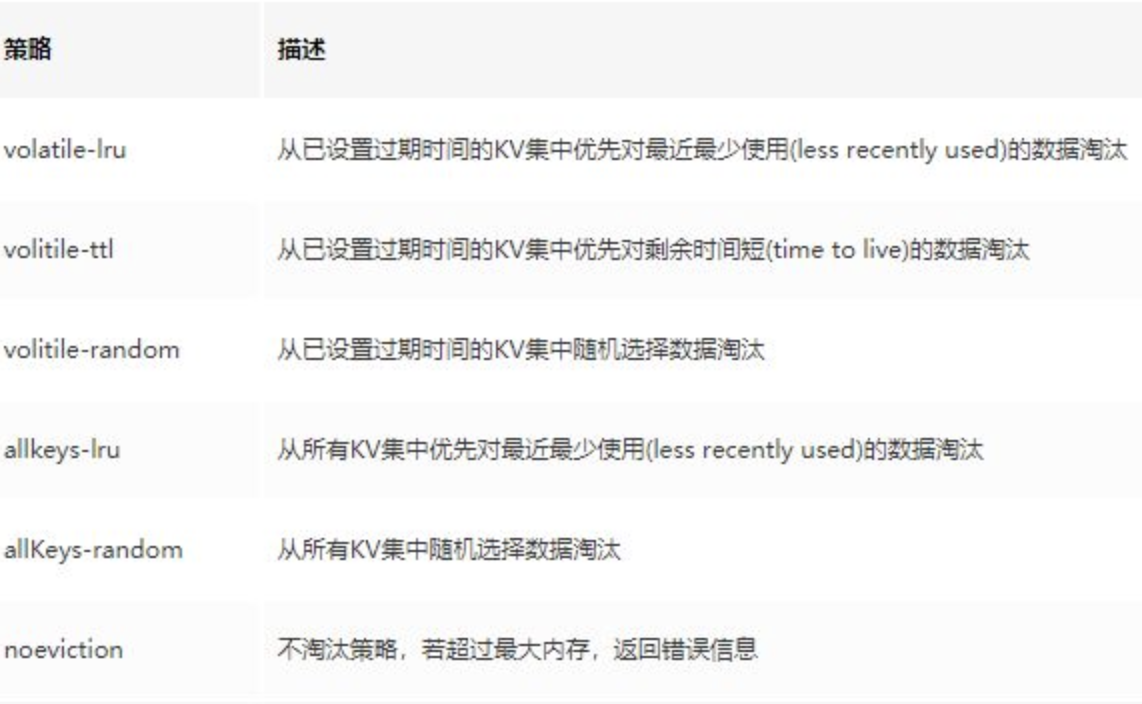 策略 描述
volatile-lru 从已设置过期时间的KV集中优先对最近最少使用(less recently used)的数据淘汰
volitile-ttl 从已设置过期时间的KV集中优先对剩余时间短(time to live)的数据淘汰
volitile-random 从已设置过期时间的KV集中随机选择数据淘汰
allkeys-lru 从所有KV集中优先对最近最少使用(less recently used)的数据淘汰
allKeys-random 从所有KV集中随机选择数据淘汰
noeviction 不淘汰策略，若超过最大内存，返回错误信息